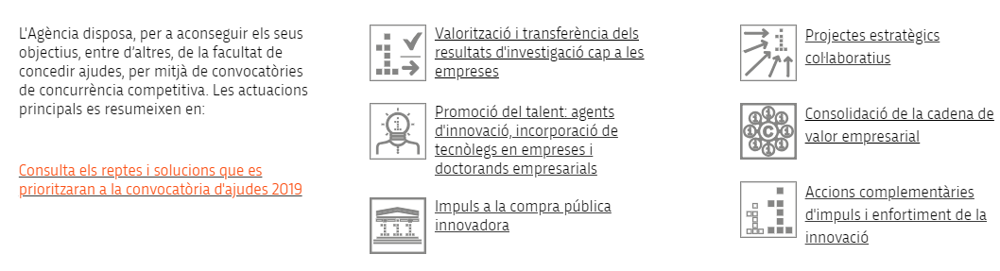 L'Agència disposa, per a aconseguir els seus
objectius, entre d'altres, de la facultat de
concedir ajudes, per mitjà de convocatòries
de concurrència competitiva. Les actuacions
principals es resumeixen en:
Consulta els reptes i solucions que es
prioritzaran a la convocatòria d'ajudes 2019
Valorització i transferència dels
resultats d'investigació cap a les
empreses
Promoció del talent: agents
d'innovació, incorporació de
tecnòlegs en empreses i
doctorands empresarials
Impuls a la compra pública
innovadora
Projectes estratègics
col·laboratius
Consolidació de la cadena de
valor empresarial
Accions complementàries
d'impuls i enfortiment de la
innovació